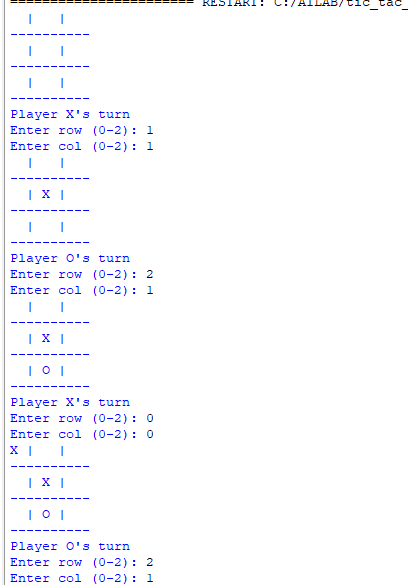 ======================= RESTART: C:/AILAB/tic_tac_
  |   |
----------
  |   |
----------
  |   |
----------
Player X's turn
Enter row (0-2): 1
Enter col (0-2): 1
  |   |
----------
  | X |
----------
  |   |
----------
Player O's turn
Enter row (0-2): 2
Enter col (0-2): 1
  |   |
----------
  | X |
----------
  | O |
----------
Player X's turn
Enter row (0-2): 0
Enter col (0-2): 0
X |   |
----------
  | X |
----------
  | O |
----------
Player O's turn
Enter row (0-2): 2
Enter col (0-2): 1